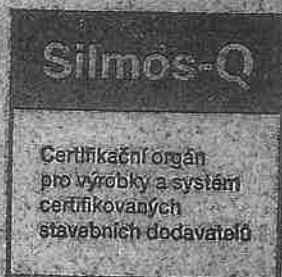 Silmos-Q
Certifikační orgán
pro výrobky a systém
certifikovaných
stavebních dodavatelů